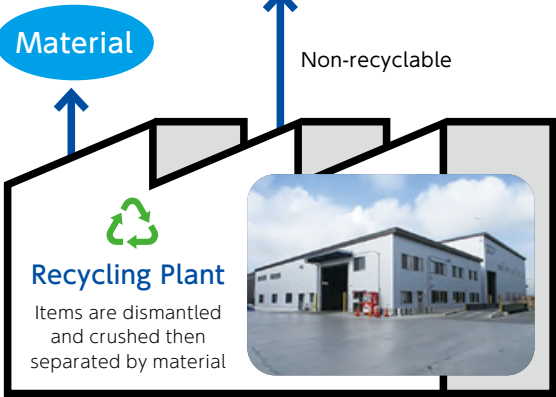 Material
Non-recyclable
Recycling Plant
Items are dismantled
and crushed then
separated by material